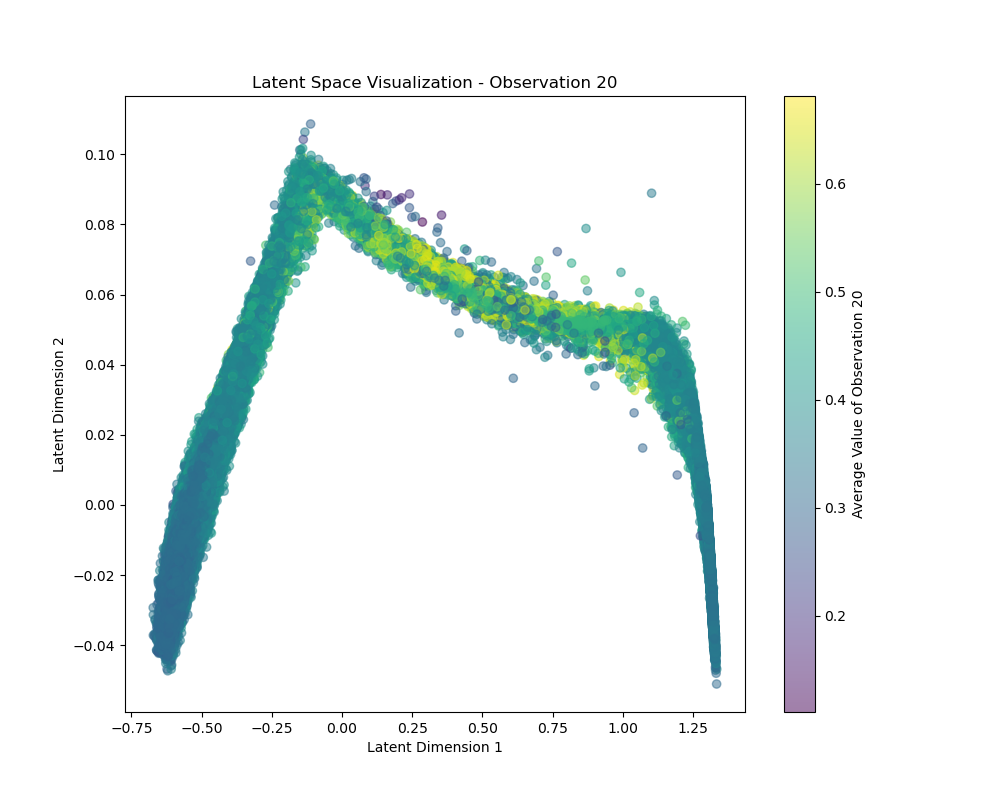 Latent Space Visualization - Observation 20
Latent Dimension 2
0.10
0.08
0.06
0.04
0.02
0.00
−0.02
−0.04
−0.75 −0.50 −0.25 0.00 0.25 0.50 0.75 1.00 1.25
Latent Dimension 1
0.6
0.5
0.4
0.3
0.2
Average Value of Observation 20